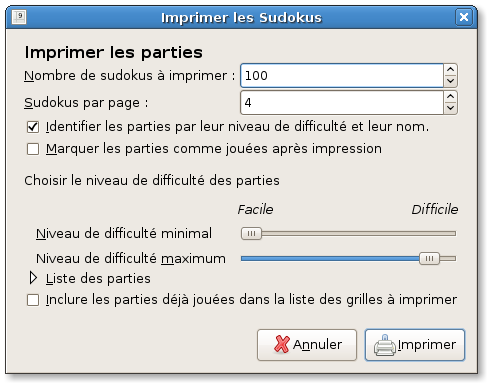 Imprimer les Sudokus
Imprimer les parties
Nombre de sudokus à imprimer : 100
Sudokus par page : 4
Identifier les parties par leur niveau de difficulté et leur nom.
Marquer les parties comme jouées après impression
Choisir le niveau de difficulté des parties
Facile Difficile
Niveau de difficulté minimal
Niveau de difficulté maximum
Liste des parties
Inclure les parties déjà jouées dans la liste des grilles à imprimer
Annuler Imprimer